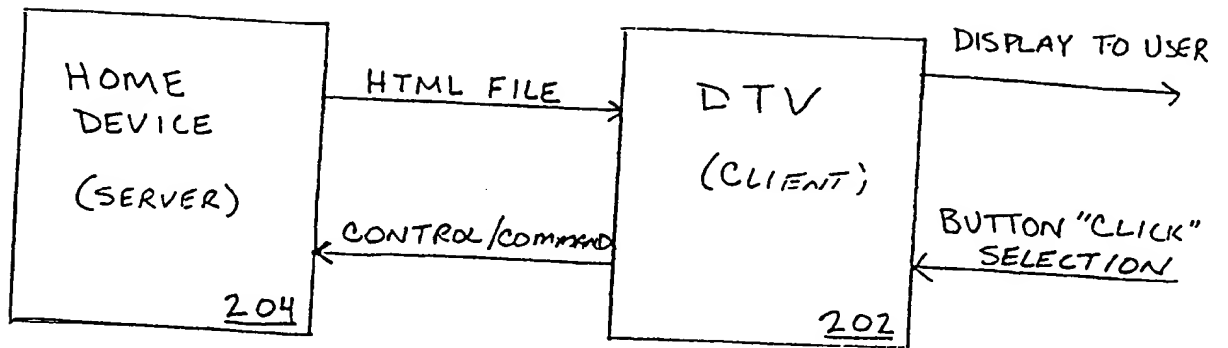 HOME
DEVICE
(SERVER)
204
HTML FILE
CONTROL/COMMAND
DTV
(CLIENT)
202
DISPLAY TO USER
BUTTON "CLICK"
SELECTION